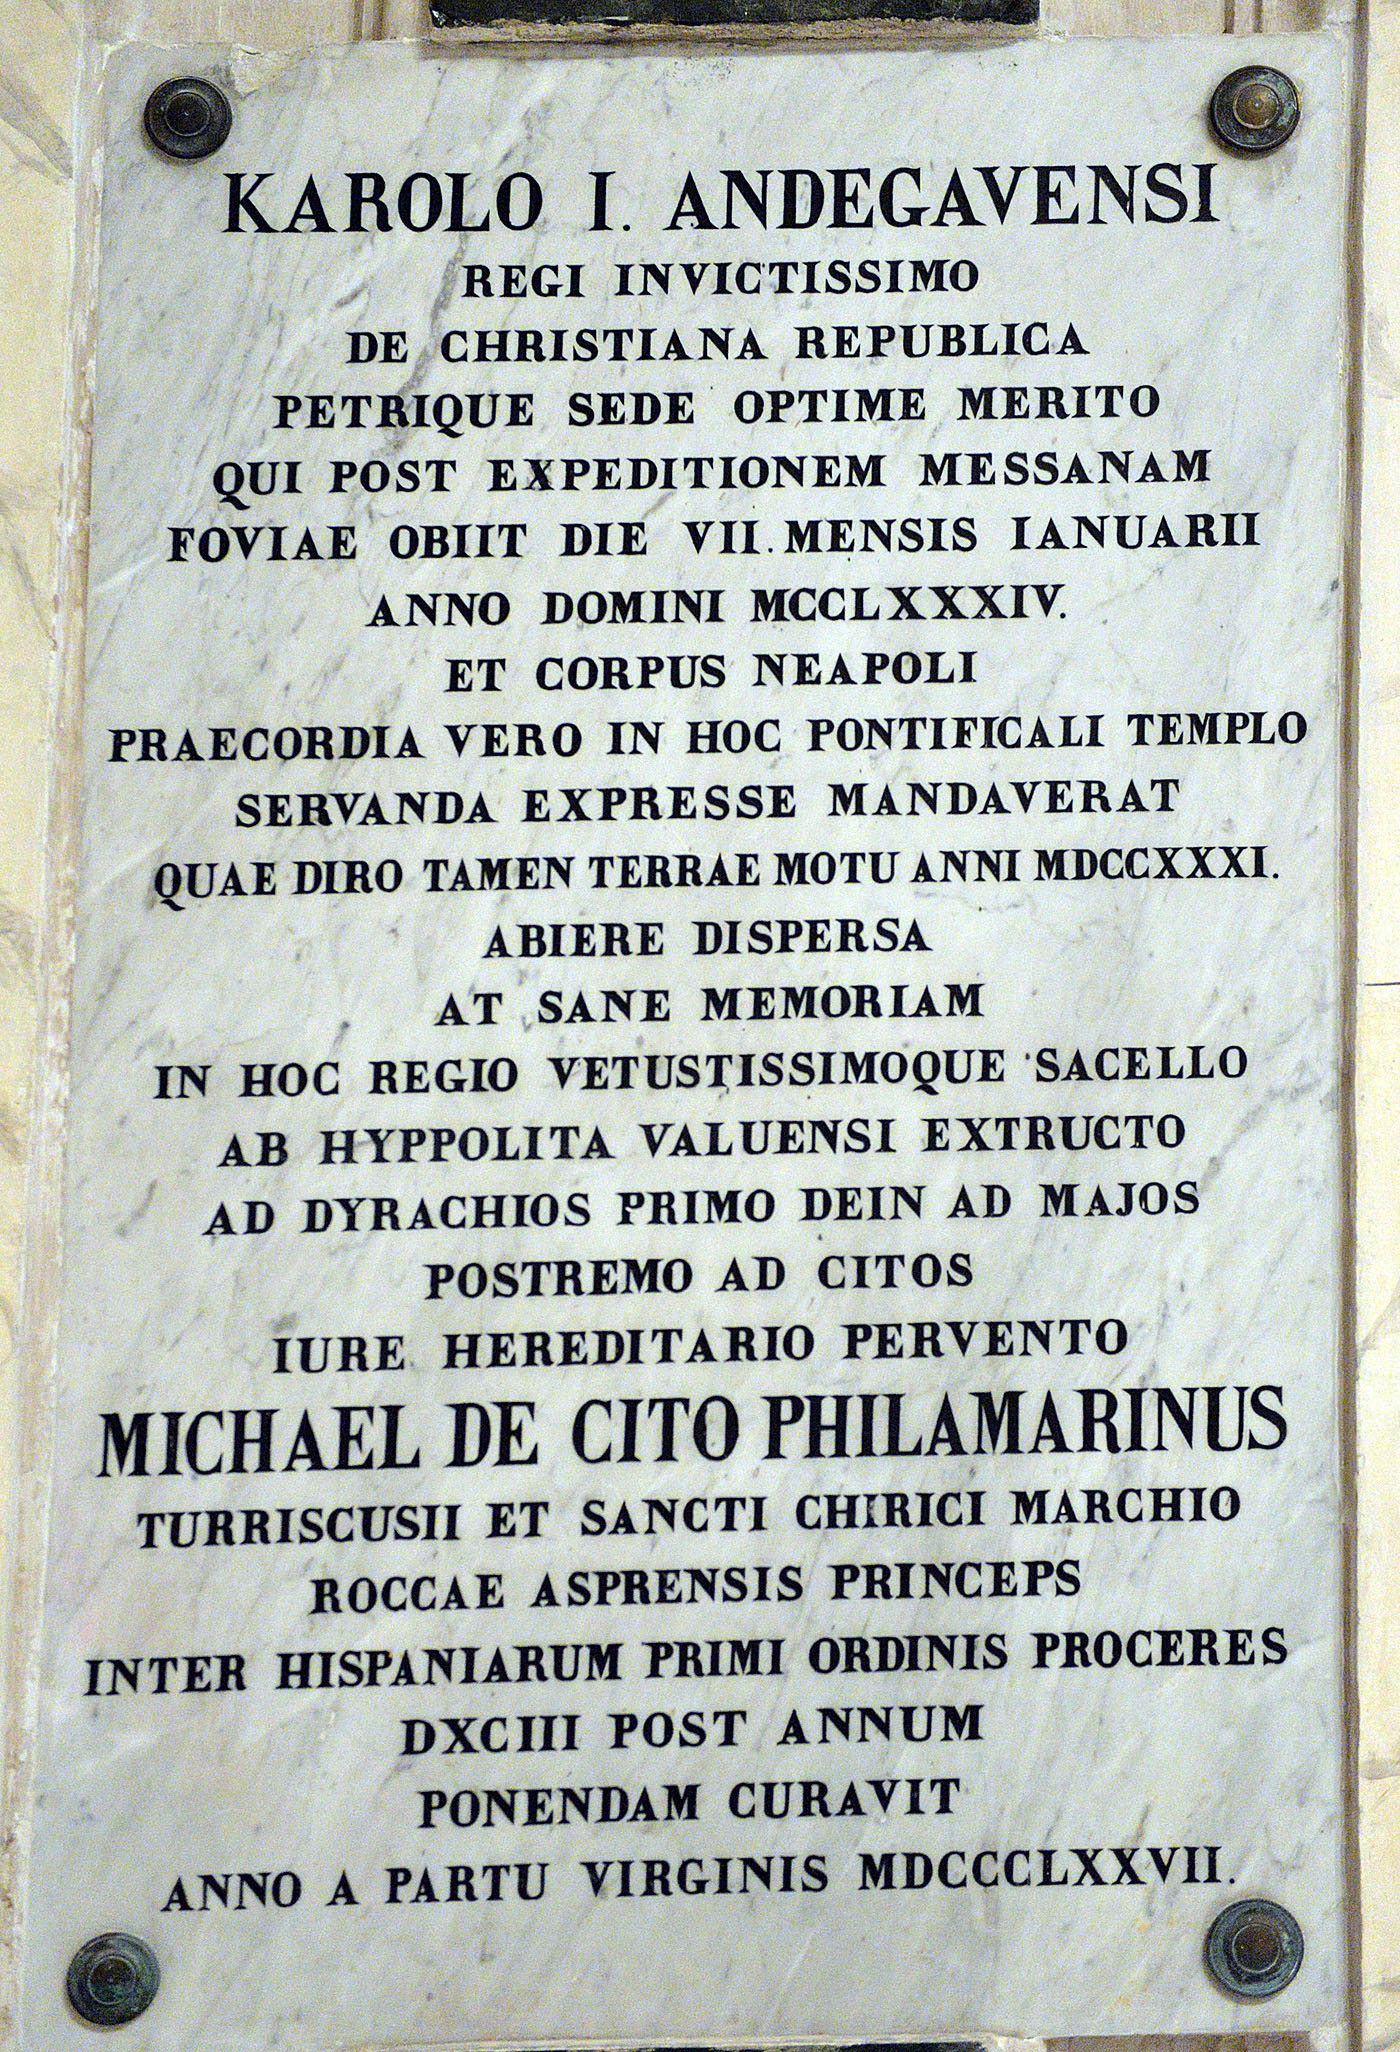 KAROLO I. ANDEGAVENSI
REGI INVICTISSIMO
DE CHRISTIANA REPUBLICA
PETRIQUE SEDE OPTIME MERITO
QUI POST EXPEDITIONEM MESSANAM
FOVIAE OBIIT DIE VII. MENSIS IANUARII
ANNO DOMINI MCCLXXXIV.
ET CORPUS NEAPOLI
PRAECORDIA VERO IN HOC PONTIFICALI TEMPLO
SERVANDA EXPRESSE MANDAVERAT
QUAE DIRO TAMEN TERRAE MOTU ANNI MDCCXXXI.
ABIERE DISPERSA
AT SANE MEMORIAM
IN HOC REGIO VETUSTISSIMOQUE SACELLO
AB HYPPOLITA VALUENSI EXTRUCTO
AD DYRACHIOS PRIMO DEIN AD MAJOS
POSTREMO AD CITOS
IURE HEREDITARIO PERVENTO
MICHAEL DE CITO PHILAMARINUS
TURRISCUSII ET SANCTI CHIRICI MARCHIO
ROCCAE ASPRENSIS PRINCEPS
INTER HISPANIARUM PRIMI ORDINIS PROCERES
DXCIII POST ANNUM
PONENDAM CURAVIT
ANNO A PARTU VIRGINIS MDCCCLXXVII.